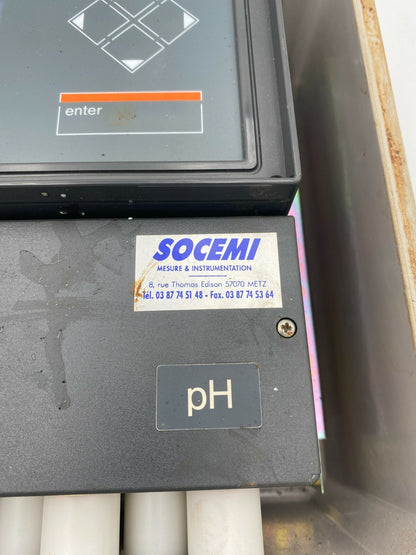 enter
SOCEMI
MESURE & INSTRUMENTATION
8, rue Thomas Edison 57070 METZ
Tél. 03 87 74 51 48 - Fax. 03 87 74 53 64
pH